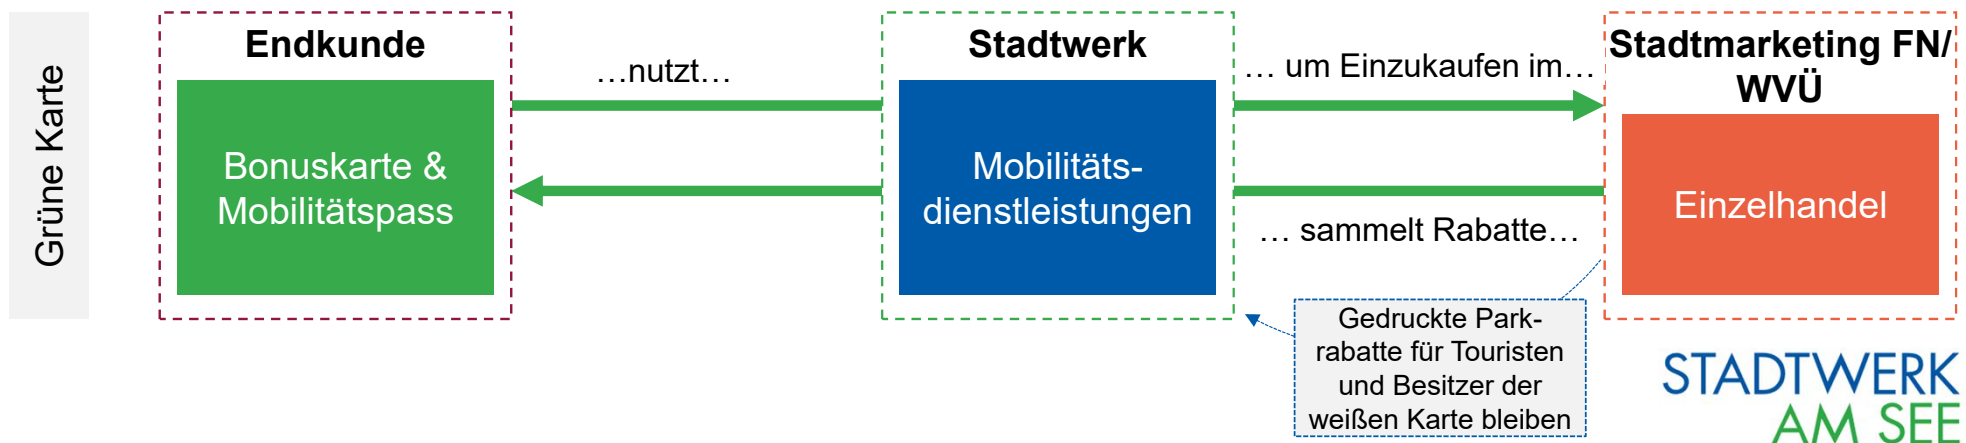 Grüne Karte
Endkunde
Bonuskarte &
Mobilitätspass
…nutzt…
Stadtwerk
Mobilitäts-
dienstleistungen
… um Einzukaufen im…
… sammelt Rabatte…
Stadtmarketing FN/
WVÜ
Einzelhandel
Gedruckte Park-
rabatte für Touristen
und Besitzer der
weißen Karte bleiben
STADTWERK
AM SEE